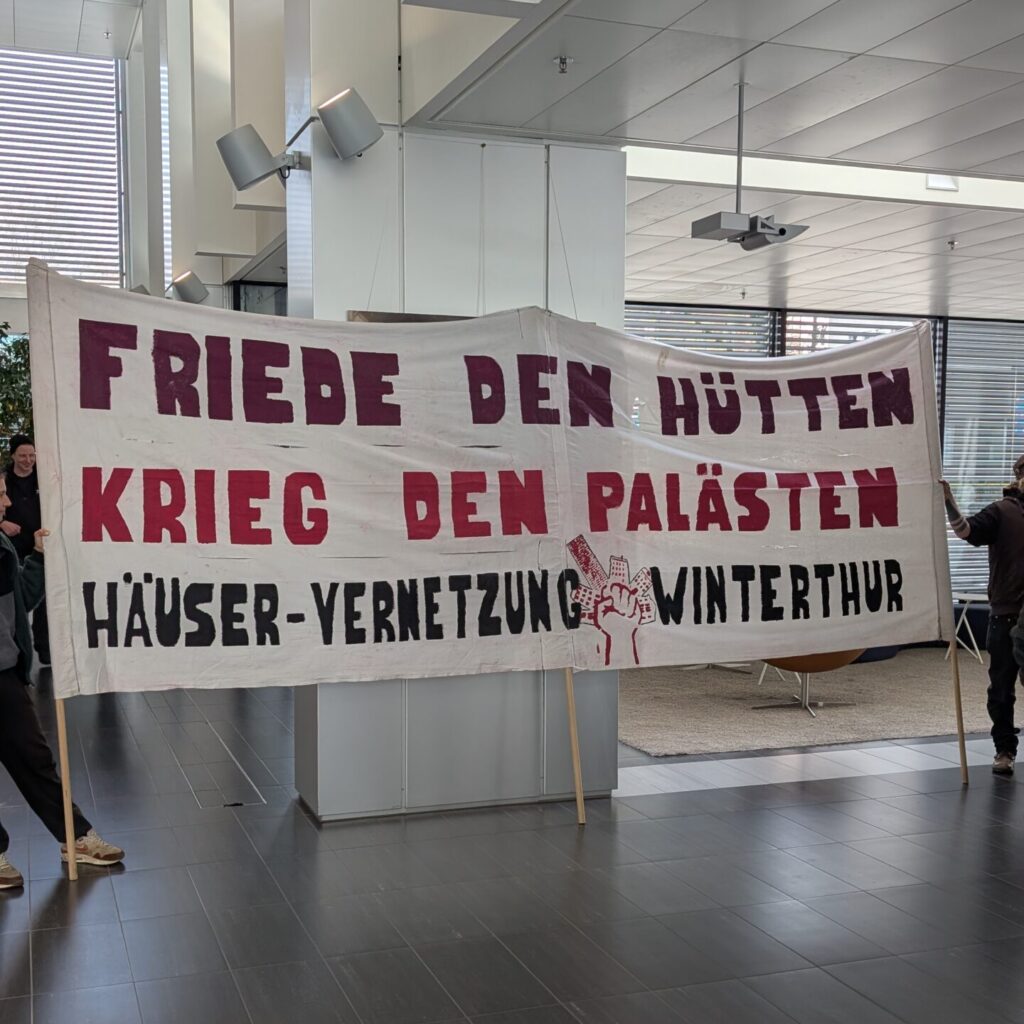 FRIEDE DEN HÜTTEN
KRIEG DEN PALÄSTEN
HÄUSER-VERNETZUNG WINTERTHUR